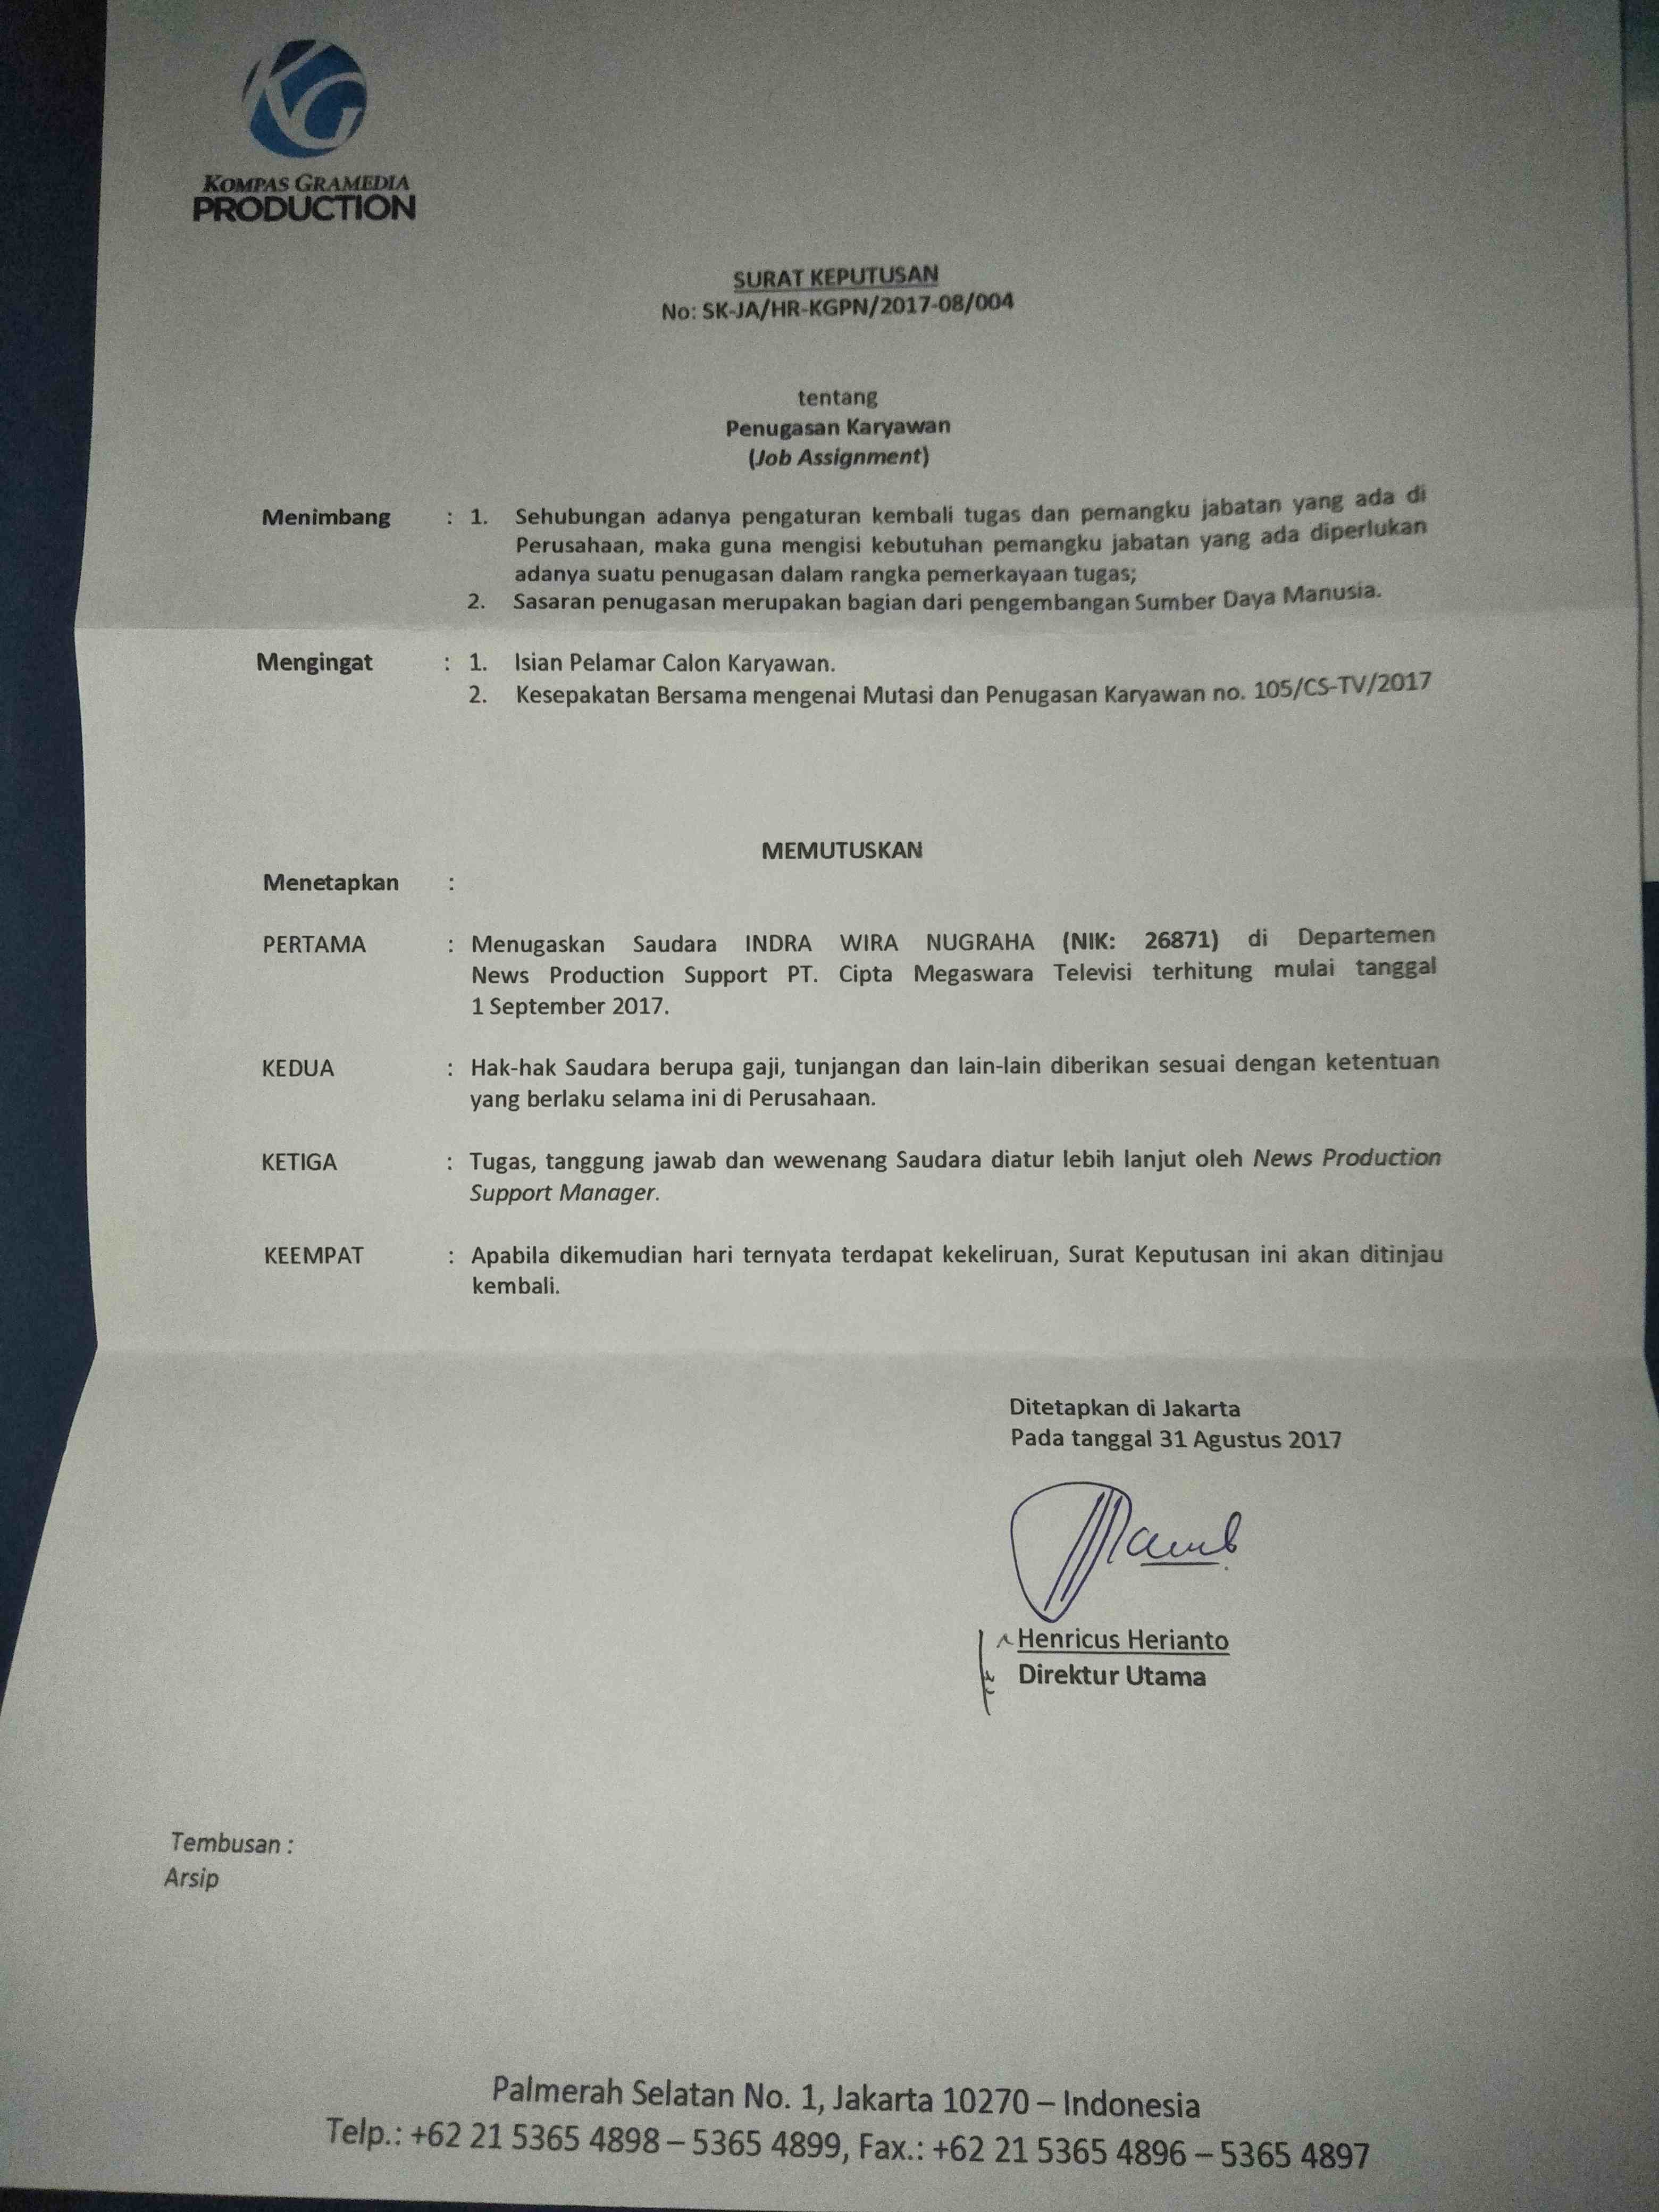 KG
KOMPAS GRAMEDIA
PRODUCTION
SURAT KEPUTUSAN
No: SK-JA/HR-KGPN/2017-08/004
tentang
Penugasan Karyawan
(Job Assignment)
Menimbang : 1. Sehubungan adanya pengaturan kembali tugas dan pemangku jabatan yang ada di
Perusahaan, maka guna mengisi kebutuhan pemangku jabatan yang ada diperlukan
adanya suatu penugasan dalam rangka pemerkayaan tugas;
2. Sasaran penugasan merupakan bagian dari pengembangan Sumber Daya Manusia.
Mengingat : 1. Isian Pelamar Calon Karyawan.
2. Kesepakatan Bersama mengenai Mutasi dan Penugasan Karyawan no. 105/CS-TV/2017
MEMUTUSKAN
Menetapkan :
PERTAMA : Menugaskan Saudara INDRA WIRA NUGRAHA (NIK: 26871) di Departemen
News Production Support PT. Cipta Megaswara Televisi terhitung mulai tanggal
1 September 2017.
KEDUA : Hak-hak Saudara berupa gaji, tunjangan dan lain-lain diberikan sesuai dengan ketentuan
yang berlaku selama ini di Perusahaan.
KETIGA : Tugas, tanggung jawab dan wewenang Saudara diatur lebih lanjut oleh News Production
Support Manager.
KEEMPAT : Apabila dikemudian hari ternyata terdapat kekeliruan, Surat Keputusan ini akan ditinjau
kembali.
Ditetapkan di Jakarta
Pada tanggal 31 Agustus 2017
Henricus Herianto
Direktur Utama
Tembusan :
Arsip
Palmerah Selatan No. 1, Jakarta 10270 – Indonesia
Telp.: +62 21 5365 4898 – 5365 4899, Fax.: +62 21 5365 4896 – 5365 4897